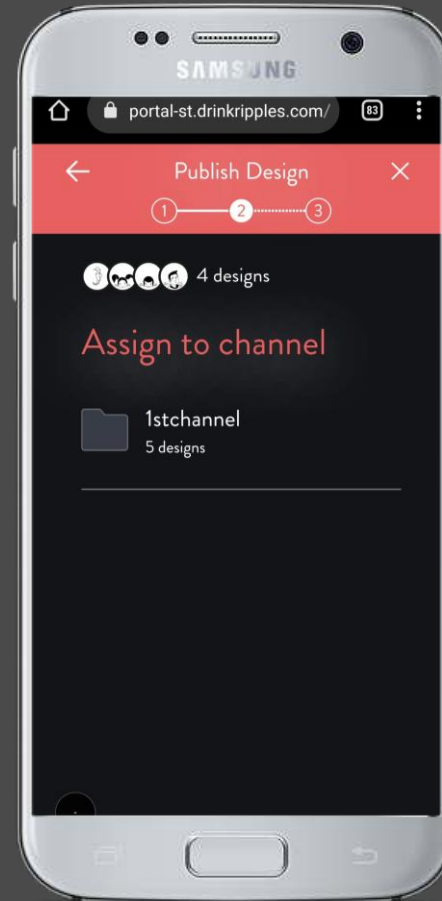 SAMSUNG
portal-st.drinkripples.com/ 83
Publish Design
1 2 3
4 designs
Assign to channel
1stchannel
5 designs